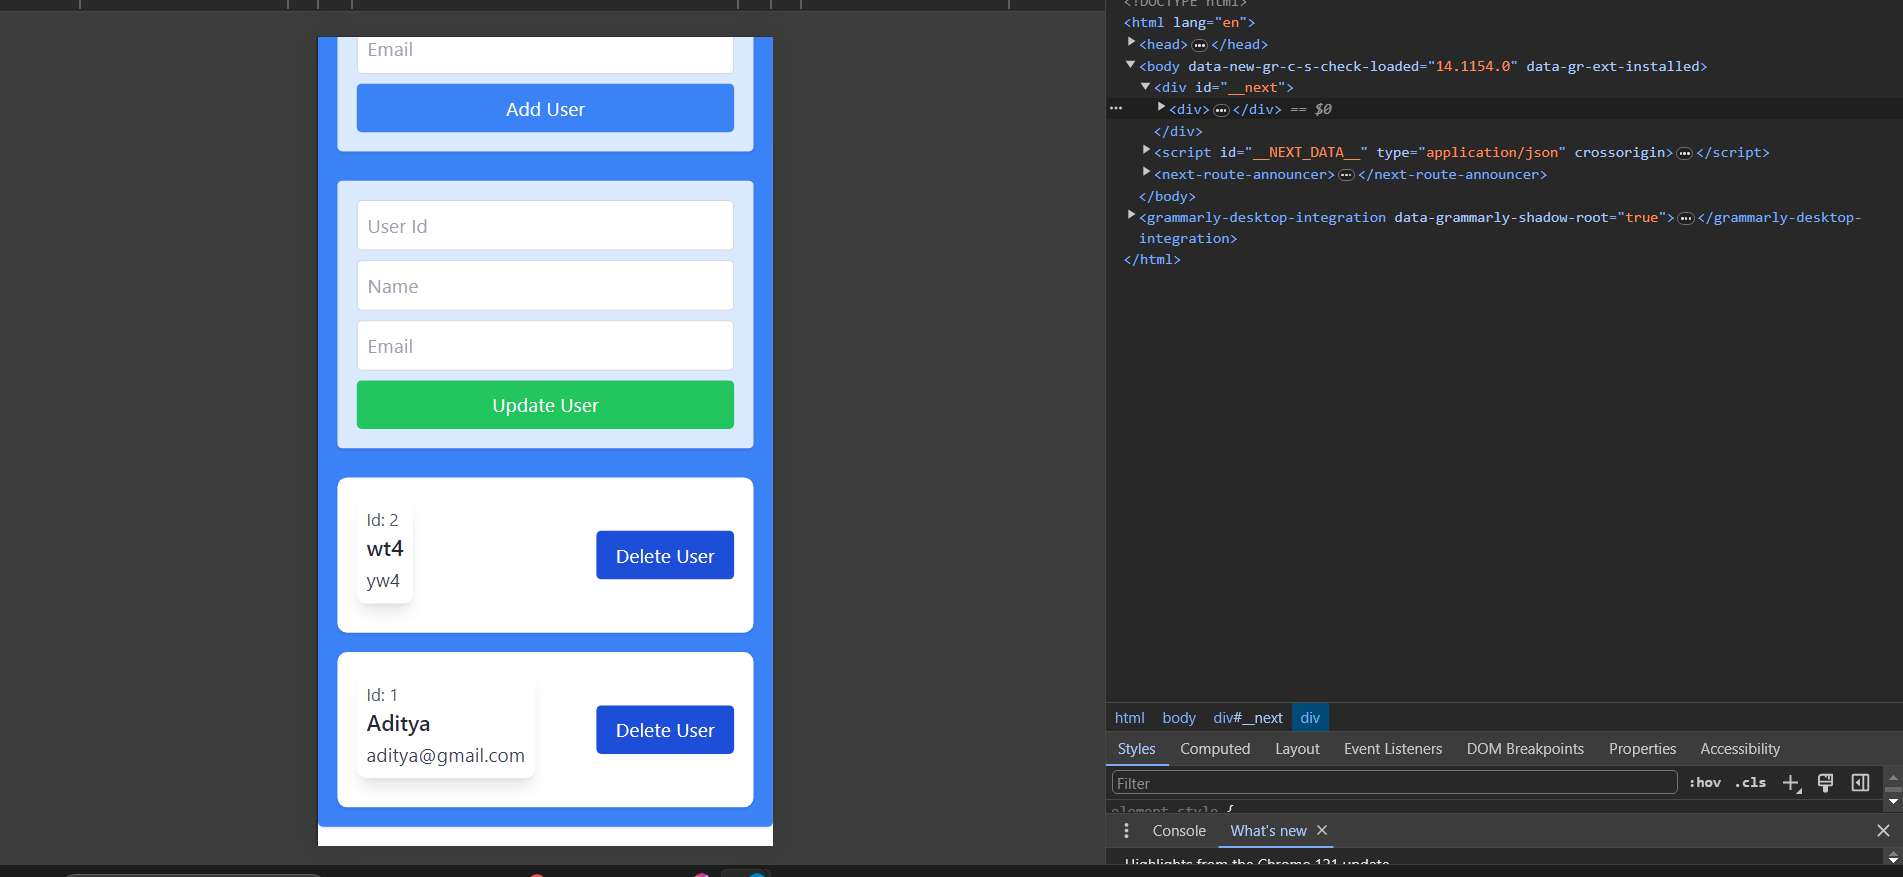 Email
Add User
User Id
Name
Email
Update User
Id: 2
wt4
yw4
Delete User
Id: 1
Aditya
aditya@gmail.com
Delete User
<!DOCTYPE html>
<html lang="en">
<head>…</head>
<body data-new-gr-c-s-check-loaded="14.1154.0" data-gr-ext-installed>
<div id="__next">
<div>…</div> == $0
</div>
<script id="__NEXT_DATA__" type="application/json" crossorigin>…</script>
<next-route-announcer>…</next-route-announcer>
</body>
<grammarly-desktop-integration data-grammarly-shadow-root="true">…</grammarly-desktop-
integration>
</html>
html body div#__next div
Styles Computed Layout Event Listeners DOM Breakpoints Properties Accessibility
Filter :hov .cls
element.style {
Console What's new
Highlights from the Chrome 121 update